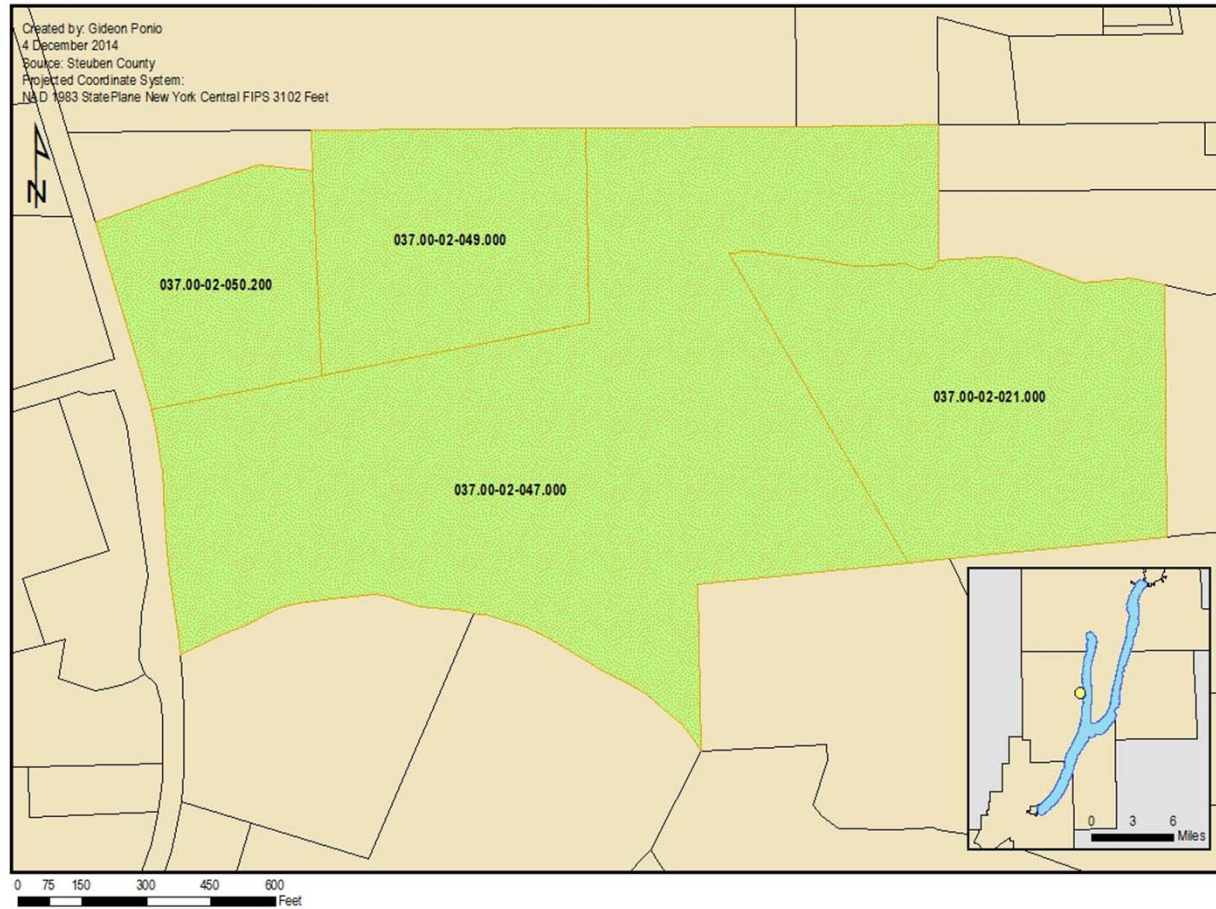 Created by: Gideon Ponio
4 December 2014
Source: Steuben County
Projected Coordinate System:
NAD 1983 StatePlane New York Central FIPS 3102 Feet
N
037.00-02-049.000
037.00-02-050.200
037.00-02-021.000
037.00-02-047.000
0 3 6
Miles
0 75 150 300 450 600
Feet